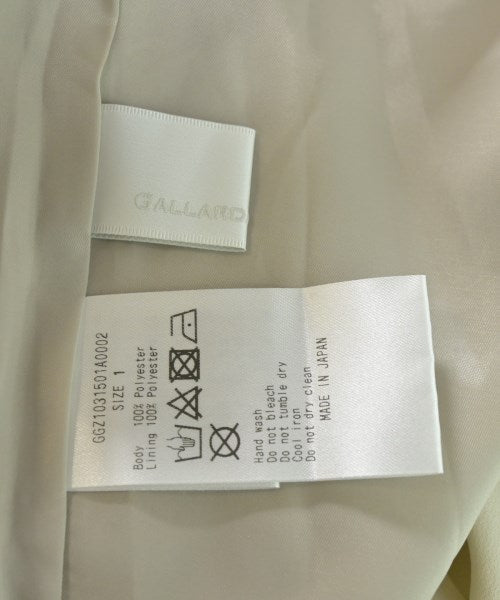 GALLARD
GGZ1031501A0002
SIZE 1
Body 100% Polyester
Lining 100% Polyester
Hand wash
Do not bleach
Do not tumble dry
Cool iron
Do not dry clean
MADE IN JAPAN